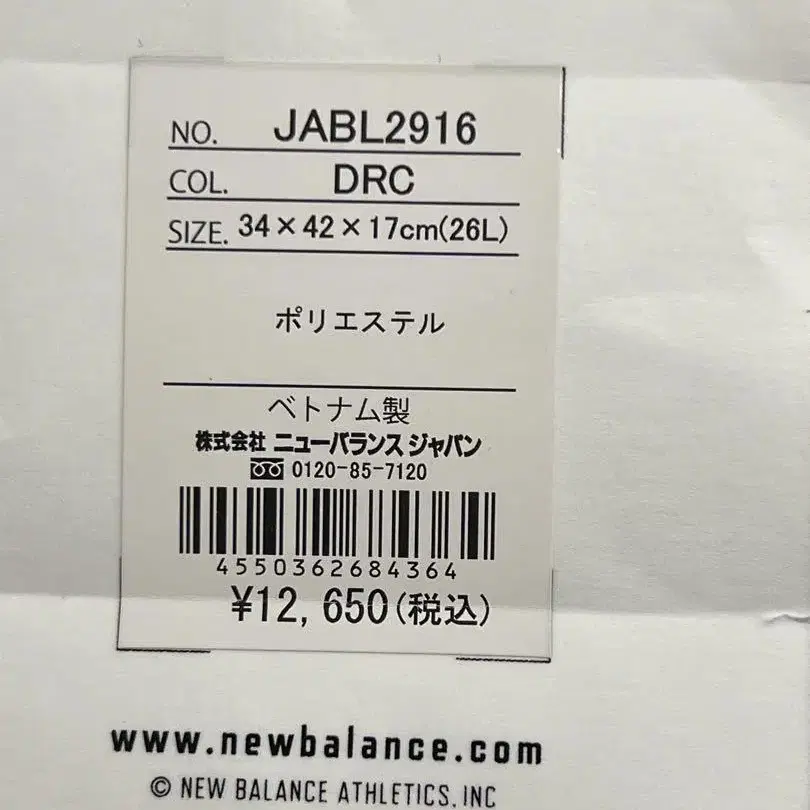 NO. JABL2916
COL. DRC
SIZE. 34×42×17cm(26L)
ポリエステル
ベトナム製
株式会社 ニューバランス ジャパン
0120-85-7120
4550362684364
¥12,650(税込)
www.newbalance.com
© NEW BALANCE ATHLETICS, INC